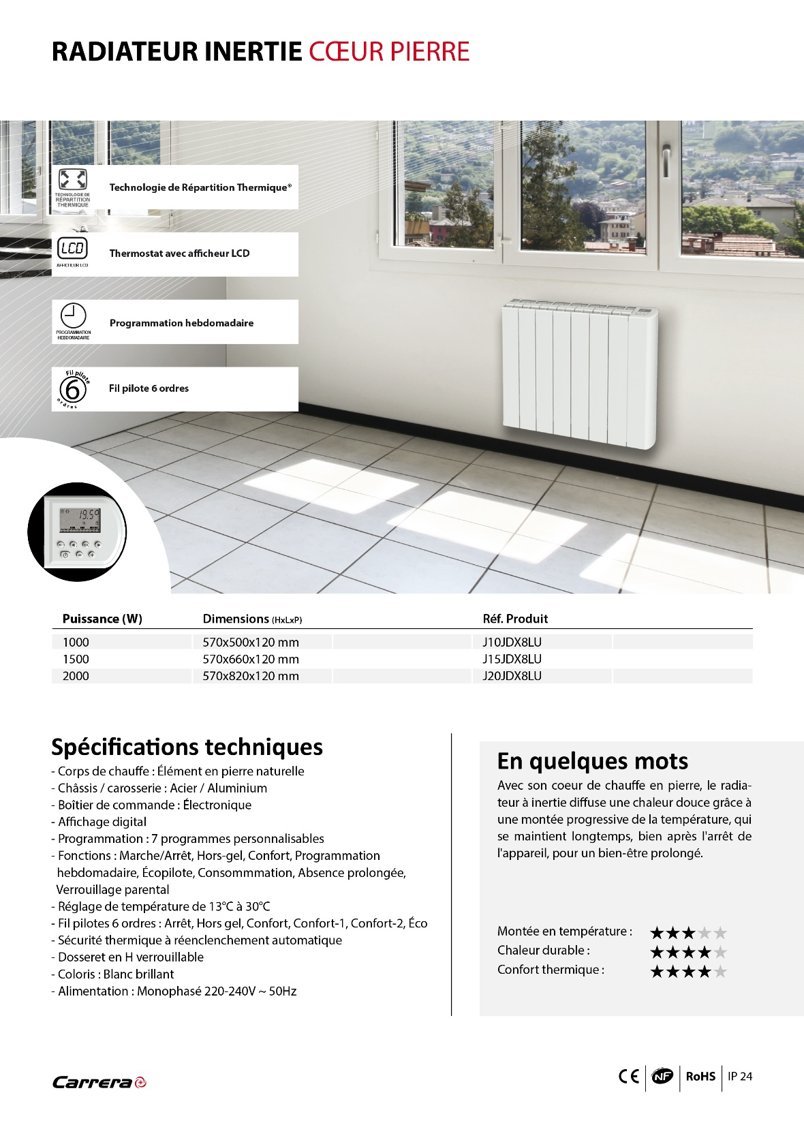 RADIATEUR INERTIE CŒUR PIERRE
TECHNOLOGIE DE
RÉPARTITION
THERMIQUE
Technologie de Répartition Thermique®
LCD
AFFICHEUR LCD
Thermostat avec afficheur LCD
PROGRAMMATION
HEBDOMADAIRE
Programmation hebdomadaire
Fil pilote
6
ordres
Fil pilote 6 ordres
19.5°
Puissance (W) Dimensions (HxLxP) Réf. Produit
1000 570x500x120 mm J10JDX8LU
1500 570x660x120 mm J15JDX8LU
2000 570x820x120 mm J20JDX8LU
Spécifications techniques
- Corps de chauffe : Élément en pierre naturelle
- Châssis / carosserie : Acier / Aluminium
- Boîtier de commande : Électronique
- Affichage digital
- Programmation : 7 programmes personnalisables
- Fonctions : Marche/Arrêt, Hors-gel, Confort, Programmation
hebdomadaire, Écopilote, Consommmation, Absence prolongée,
Verrouillage parental
- Réglage de température de 13°C à 30°C
- Fil pilotes 6 ordres : Arrêt, Hors gel, Confort, Confort-1, Confort-2, Éco
- Sécurité thermique à réenclenchement automatique
- Dosseret en H verrouillable
- Coloris : Blanc brillant
- Alimentation : Monophasé 220-240V ~ 50Hz
En quelques mots
Avec son coeur de chauffe en pierre, le radia-
teur à inertie diffuse une chaleur douce grâce à
une montée progressive de la température, qui
se maintient longtemps, bien après l'arrêt de
l'appareil, pour un bien-être prolongé.
Montée en température : ★★★★★
Chaleur durable : ★★★★★
Confort thermique : ★★★★★
Carrera
CE NF RoHS IP 24